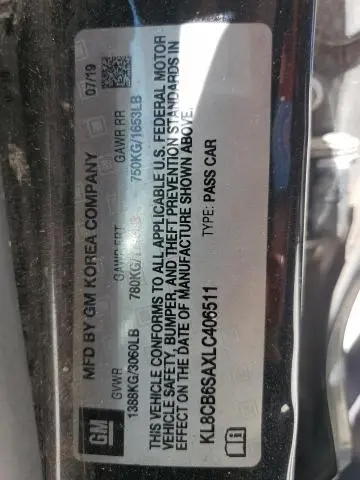 GM
MFD BY GM KOREA COMPANY 07/19
GVWR GAWR FRT GAWR RR
1388KG/3060LB 780KG/ 750KG/1653LB
THIS VEHICLE CONFORMS TO ALL APPLICABLE U.S. FEDERAL MOTOR
VEHICLE SAFETY, BUMPER, AND THEFT PREVENTION STANDARDS IN
EFFECT ON THE DATE OF MANUFACTURE SHOWN ABOVE.
KL8CB6SAXLC406511 TYPE: PASS CAR